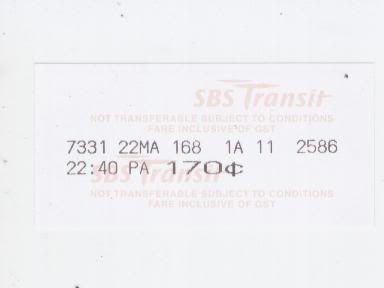 SBS Transit
NOT TRANSFERABLE SUBJECT TO CONDITIONS
FARE INCLUSIVE OF GST
7331 22MA 168 1A 11 2586
22:40 PA 170¢
SBS Transit
NOT TRANSFERABLE SUBJECT TO CONDITIONS
FARE INCLUSIVE OF GST